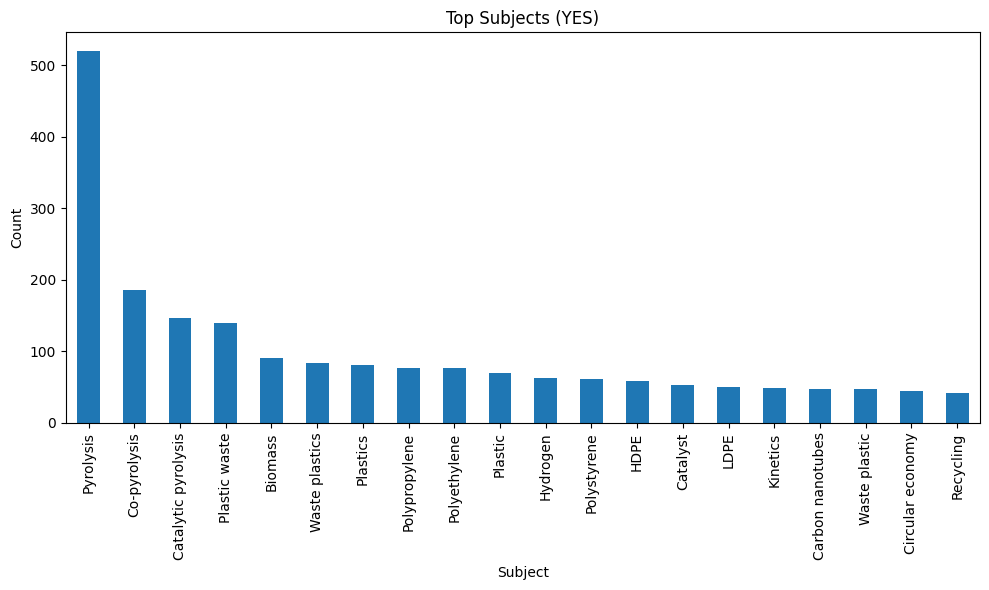 Top Subjects (YES)
500
400
300
200
100
0
Count
Pyrolysis
Co-pyrolysis
Catalytic pyrolysis
Plastic waste
Biomass
Waste plastics
Plastics
Polypropylene
Polyethylene
Plastic
Hydrogen
Polystyrene
HDPE
Catalyst
LDPE
Kinetics
Carbon nanotubes
Waste plastic
Circular economy
Recycling
Subject